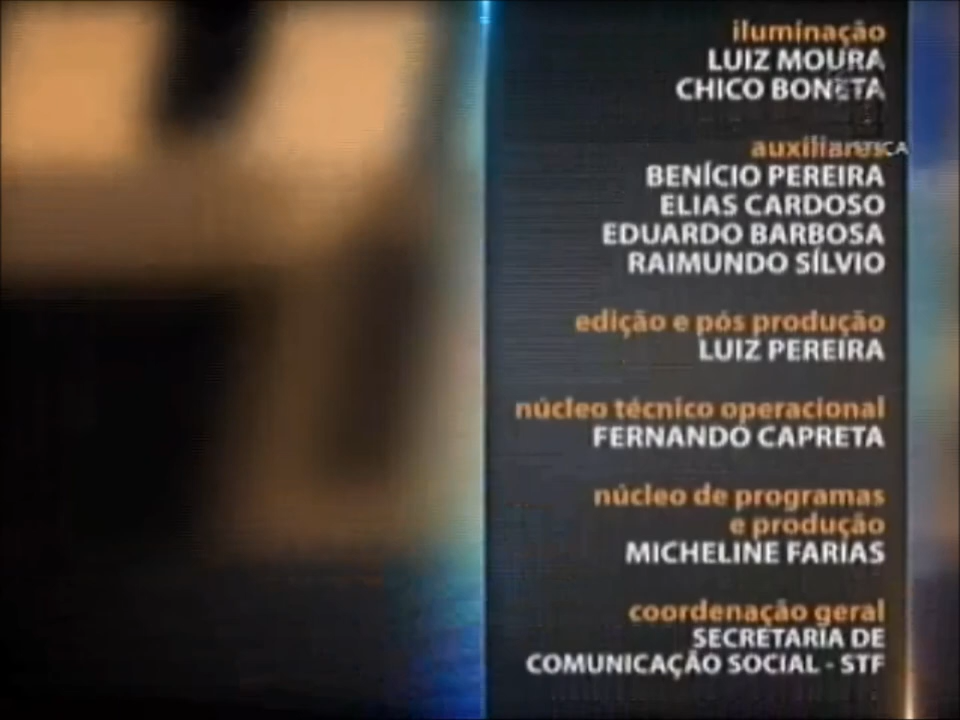 iluminação
LUIZ MOURA
CHICO BONETA
auxiliares
BENÍCIO PEREIRA
ELIAS CARDOSO
EDUARDO BARBOSA
RAIMUNDO SÍLVIO
edição e pós produção
LUIZ PEREIRA
núcleo técnico operacional
FERNANDO CAPRETA
núcleo de programas
e produção
MICHELINE FARIAS
coordenação geral
SECRETARIA DE
COMUNICAÇÃO SOCIAL - STF